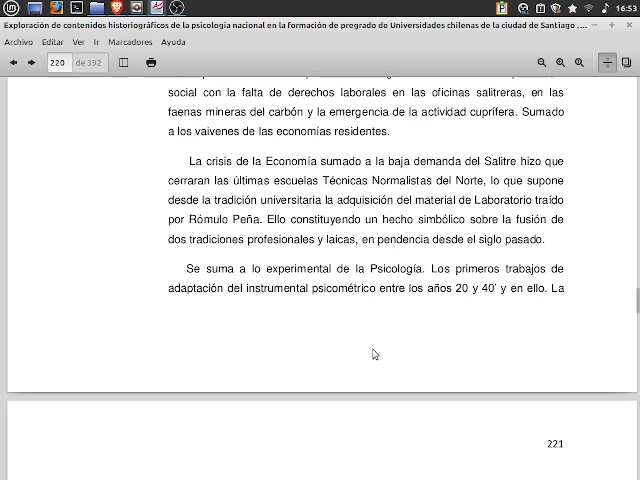 16:53
Exploración de contenidos historiográficos de la psicología nacional en la formación de pregrado de Universidades chilenas de la ciudad de Santiago ....
Archivo Editar Ver Ir Marcadores Ayuda
220 de 392
social con la falta de derechos laborales en las oficinas salitreras, en las
faenas mineras del carbón y la emergencia de la actividad cuprífera. Sumado
a los vaivenes de las economías residentes.
La crisis de la Economía sumado a la baja demanda del Salitre hizo que
cerraran las últimas escuelas Técnicas Normalistas del Norte, lo que supone
desde la tradición universitaria la adquisición del material de Laboratorio traído
por Rómulo Peña. Ello constituyendo un hecho simbólico sobre la fusión de
dos tradiciones profesionales y laicas, en pendencia desde el siglo pasado.
Se suma a lo experimental de la Psicología. Los primeros trabajos de
adaptación del instrumental psicométrico entre los años 20 y 40' y en ello. La
221